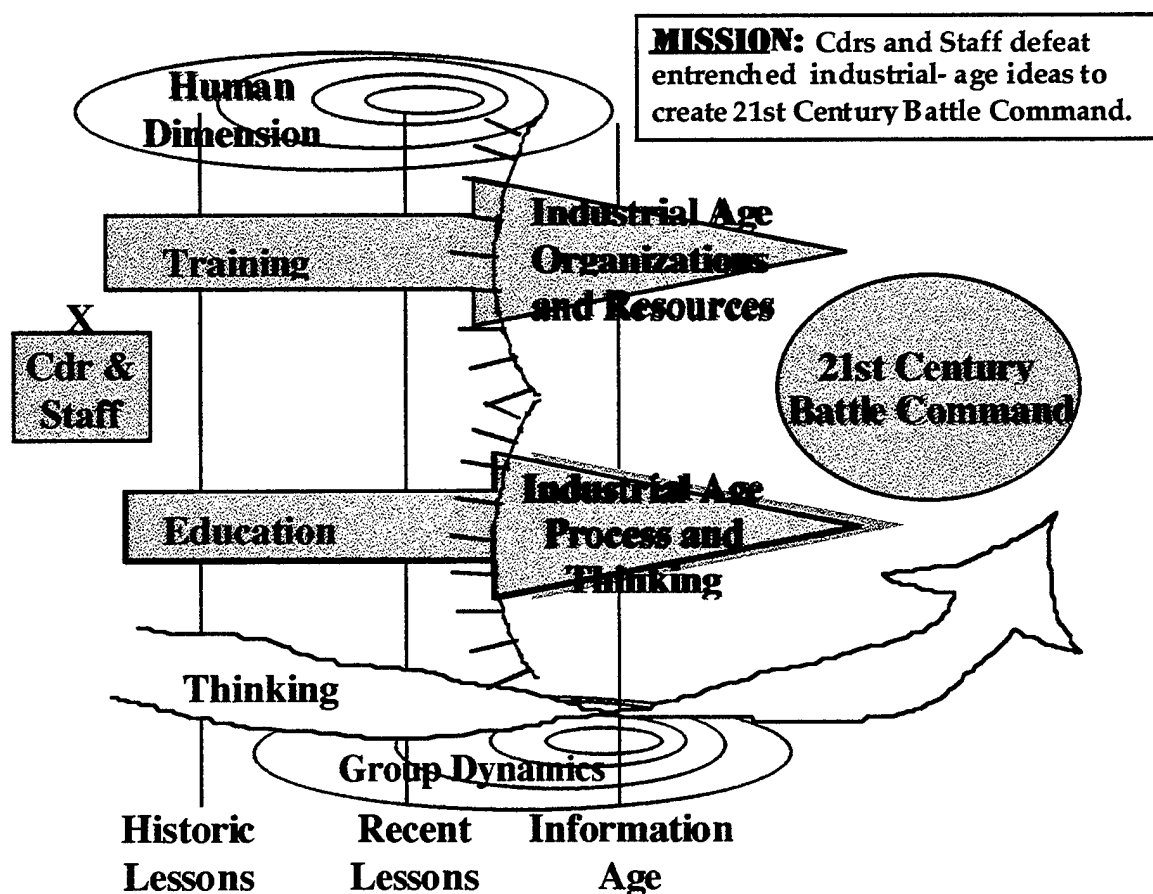 MISSION: Cdrs and Staff defeat
entrenched industrial- age ideas to
create 21st Century Battle Command.
Human
Dimension
Training
Industrial Age
Organizations
and Resources
X
Cdr &
Staff
21st Century
Battle Command
Education
Industrial Age
Process and
Thinking
Thinking
Group Dynamics
Historic
Lessons
Recent
Lessons
Information
Age